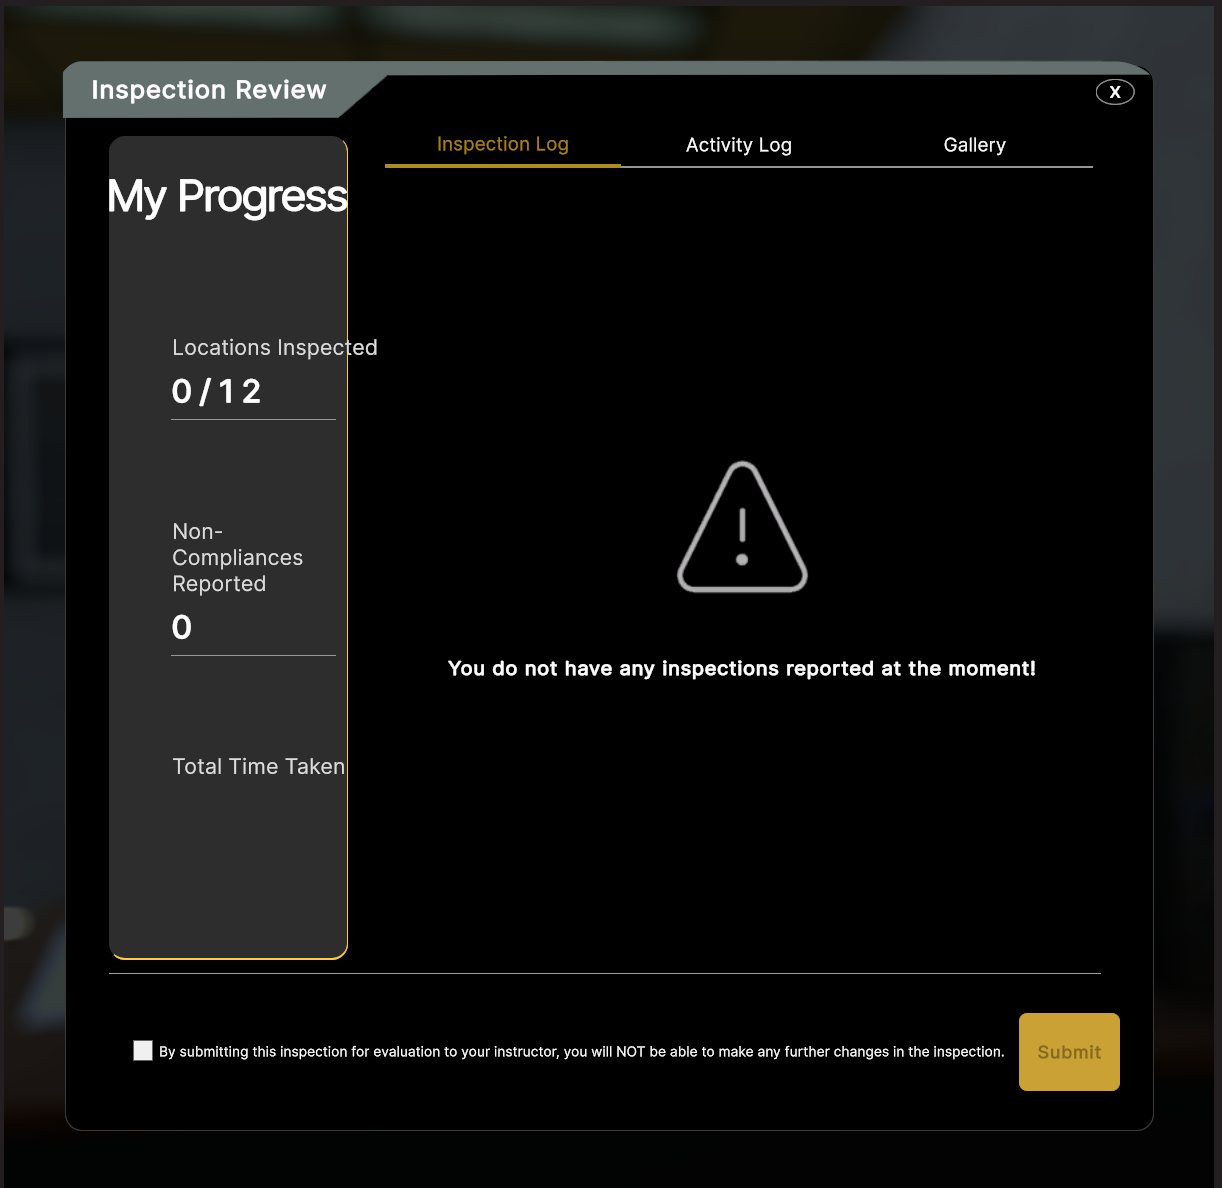 Inspection Review
X
My Progress
Locations Inspected
0/12
Non-
Compliances
Reported
0
Total Time Taken
Inspection Log
Activity Log
Gallery
You do not have any inspections reported at the moment!
By submitting this inspection for evaluation to your instructor, you will NOT be able to make any further changes in the inspection.
Submit